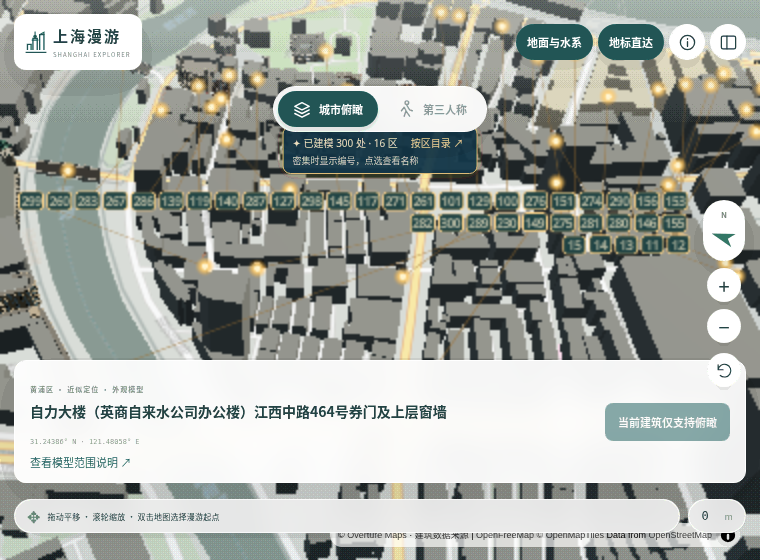 上海漫游
SHANGHAI EXPLORER
地面与水系
地标直达
城市俯瞰
第三人称
✦ 已建模 300 处 · 16 区 按区目录 ↗
密集时显示编号，点选查看名称
299 260 283 267 286 139 119 140 287 127 298 145 117 271 261 101 129 100 276 151 274 290 156 153
282 300 289 230 149 275 281 280 146 155
15 14 13 11 12
N
+
−
黄浦区 · 近似定位 · 外观模型
自力大楼（英商自来水公司办公楼）江西中路464号券门及上层窗墙
当前建筑仅支持俯瞰
31.24386° N · 121.48058° E
查看模型范围说明 ↗
拖动平移 · 滚轮缩放 · 双击地图选择漫游起点
0 m
© Overture Maps · 建筑数据来源 | OpenFreeMap © OpenMapTiles Data from OpenStreetMap